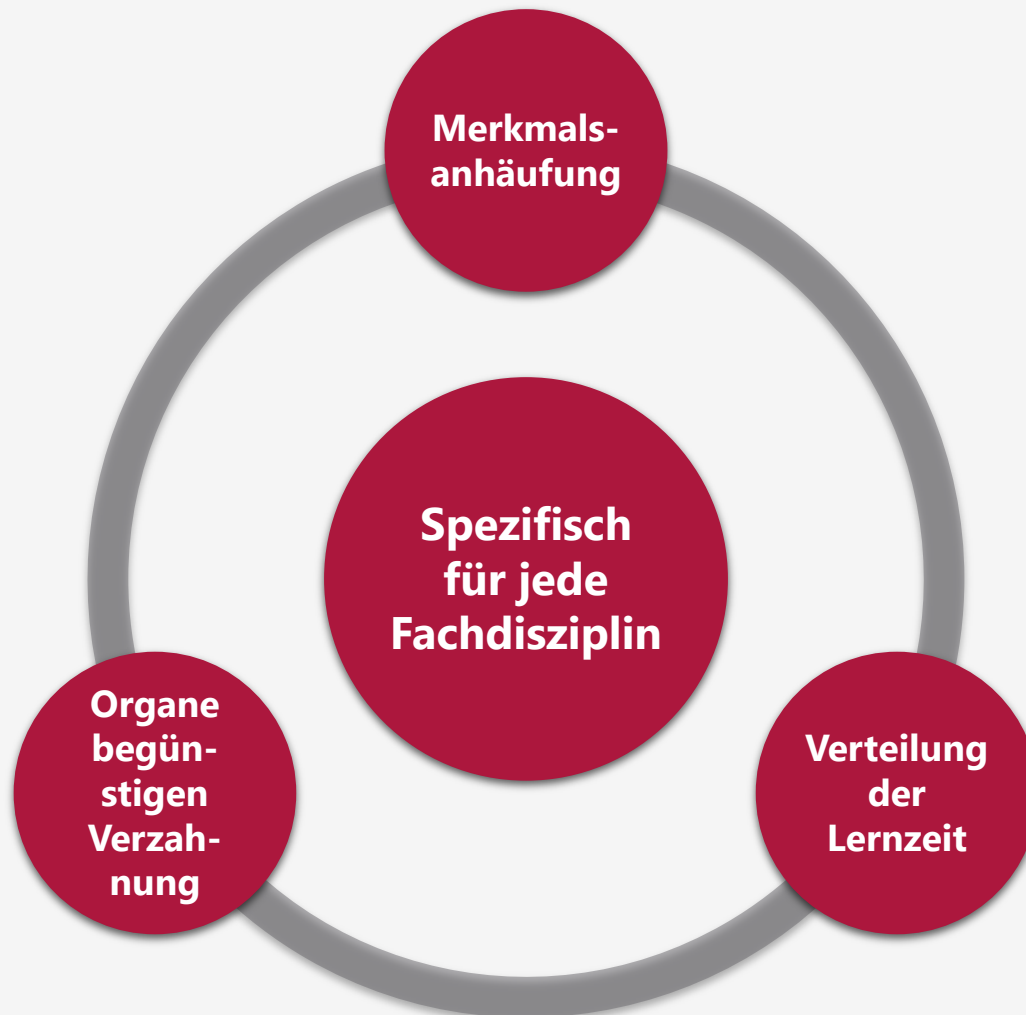 Merkmals-
anhäufung
Spezifisch
für jede
Fachdisziplin
Organe
begün-
stigen
Verzah-
nung
Verteilung
der
Lernzeit